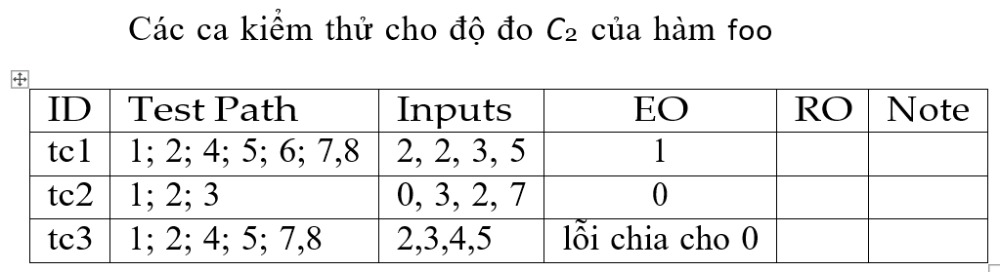 Các ca kiểm thử cho độ đo C₂ của hàm foo
ID Test Path Inputs EO RO Note
tc1 1; 2; 4; 5; 6; 7,8 2, 2, 3, 5 1
tc2 1; 2; 3 0, 3, 2, 7 0
tc3 1; 2; 4; 5; 7,8 2,3,4,5 lỗi chia cho 0